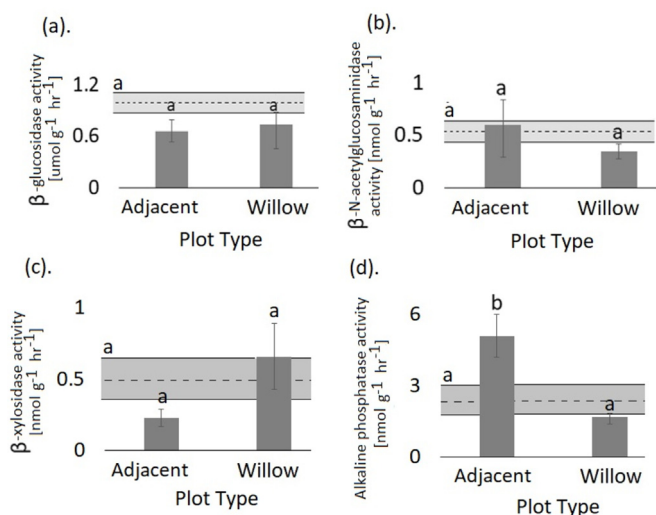 (a).
β-glucosidase activity
[umol g⁻¹ hr⁻¹]
1.2
0.6
0
a
a
a
Adjacent Willow
Plot Type
(b).
β-N-acetylglucosaminidase
activity [nmol g⁻¹ hr⁻¹]
1
0.5
0
a
a
a
Adjacent Willow
Plot Type
(c).
β-xylosidase activity
[nmol g⁻¹ hr⁻¹]
1
0.5
0
a
a
a
Adjacent Willow
Plot Type
(d).
Alkaline phosphatase activity
[nmol g⁻¹ hr⁻¹]
6
3
0
a
b
a
Adjacent Willow
Plot Type